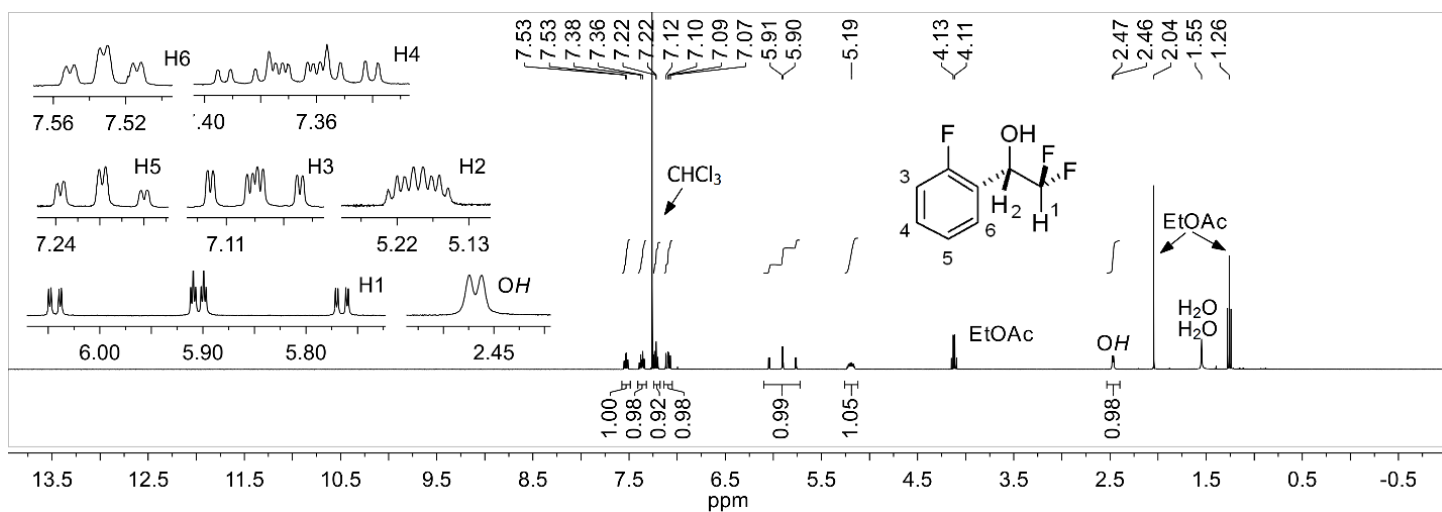 7.53
7.53
7.38
7.36
7.22
7.22
7.12
7.10
7.09
7.07
5.91
5.90
5.19
4.13
4.11
2.47
2.46
2.04
1.55
1.26
H6
7.56 7.52
H4
.40 7.36
H5
7.24
H3
7.11
H2
5.22 5.13
H1
6.00 5.90 5.80
OH
2.45
CHCl3
F
OH
F
F
H2
H
1
3
4
5
6
EtOAc
EtOAc
H2O
H2O
OH
1.00
0.98
0.92
0.98
0.99
1.05
0.98
13.5 12.5 11.5 10.5 9.5 8.5 7.5 6.5 5.5 4.5 3.5 2.5 1.5 0.5 -0.5
ppm